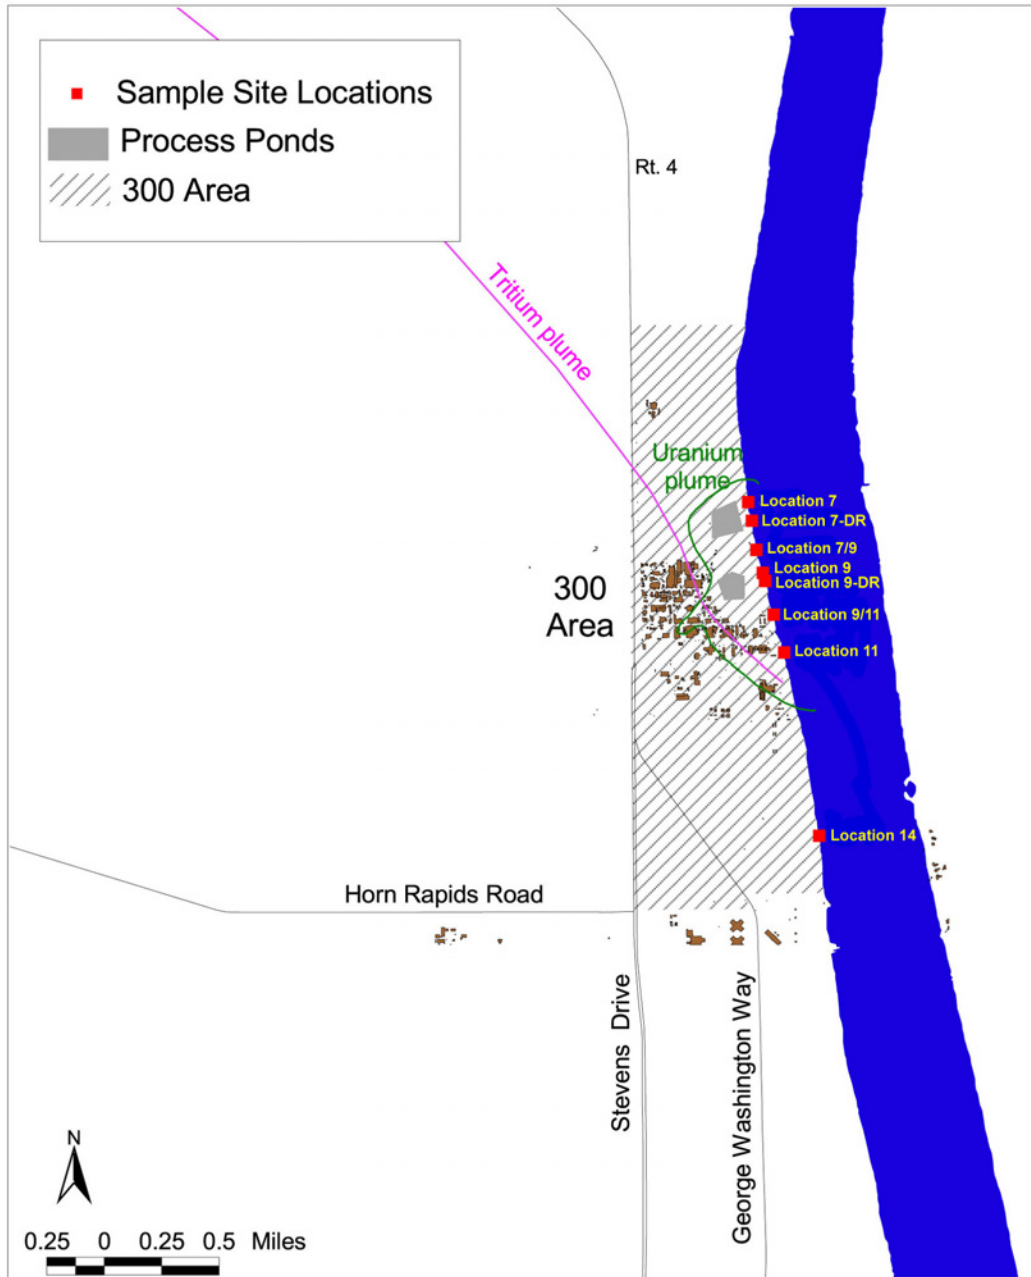 Sample Site Locations
Process Ponds
300 Area
Rt. 4
Tritium plume
Uranium
plume
Location 7
Location 7-DR
Location 7/9
Location 9
Location 9-DR
300
Area
Location 9/11
Location 11
Location 14
Horn Rapids Road
Stevens Drive
George Washington Way
N
0.25 0 0.25 0.5 Miles